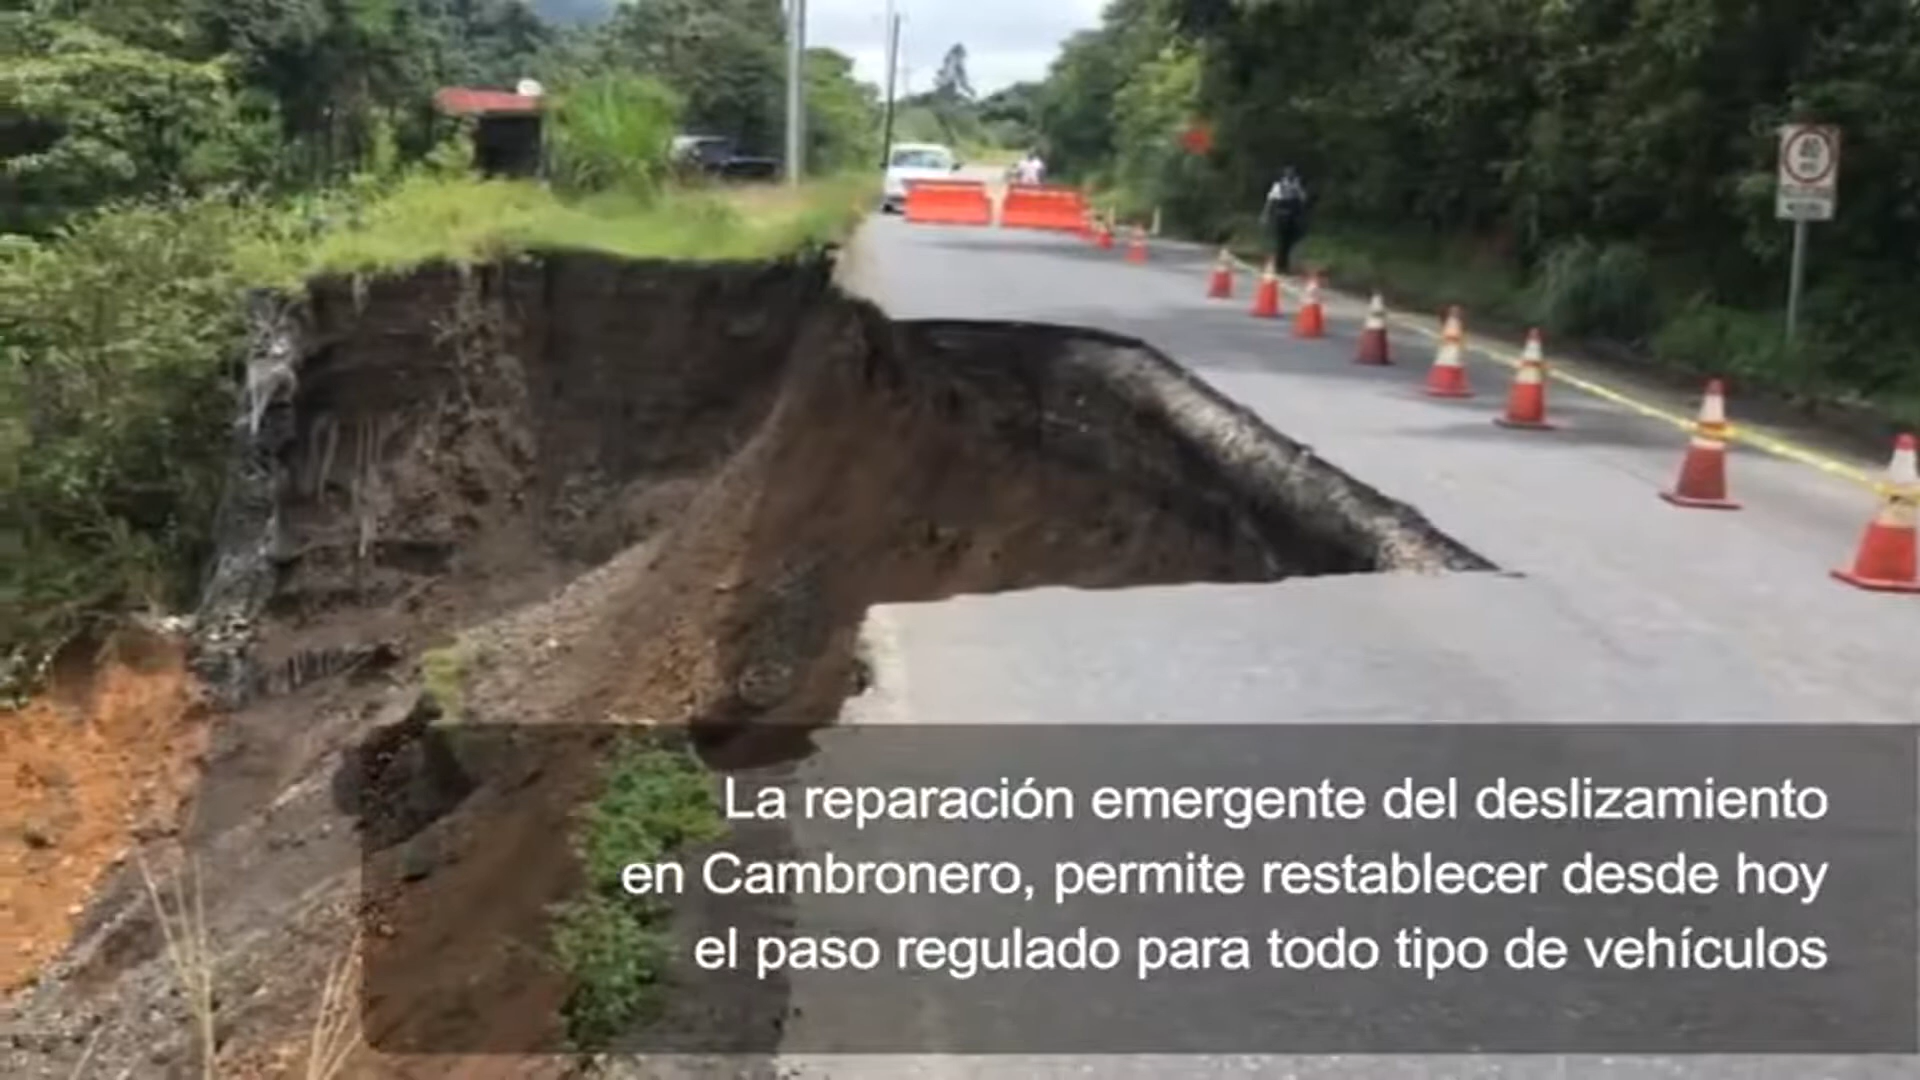 La reparación emergente del deslizamiento
en Cambronero, permite restablecer desde hoy
el paso regulado para todo tipo de vehículos